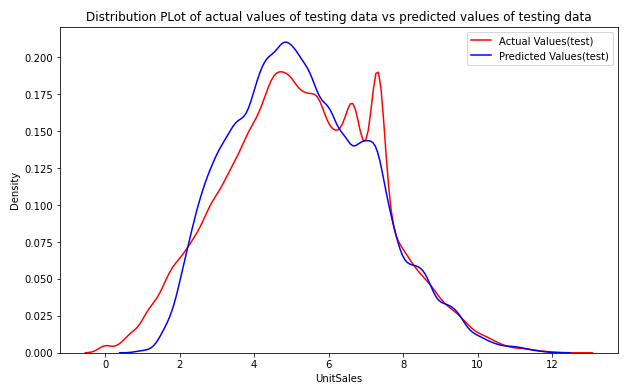 Distribution PLot of actual values of testing data vs predicted values of testing data
Actual Values(test)
Predicted Values(test)
0.200
0.175
0.150
0.125
0.100
0.075
0.050
0.025
0.000
Density
0 2 4 6 8 10 12
UnitSales